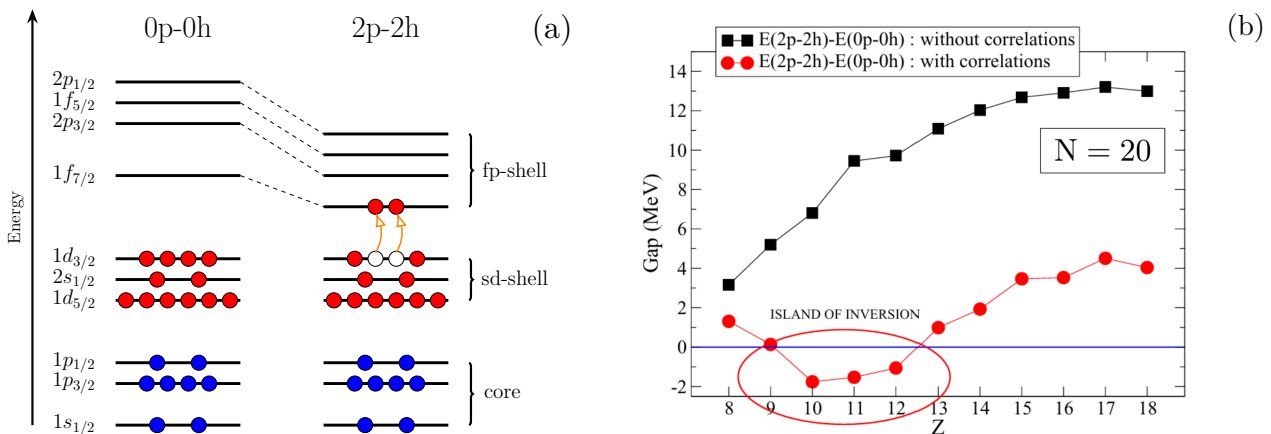 0p-0h
2p-2h
(a)
Energy
2p1/2
1f5/2
2p3/2
1f7/2
fp-shell
1d3/2
2s1/2
1d5/2
sd-shell
1p1/2
1p3/2
1s1/2
core
(b)
E(2p-2h)-E(0p-0h) : without correlations
E(2p-2h)-E(0p-0h) : with correlations
N = 20
Gap (MeV)
14
12
10
8
6
4
2
0
-2
ISLAND OF INVERSION
8 9 10 11 12 13 14 15 16 17 18
Z